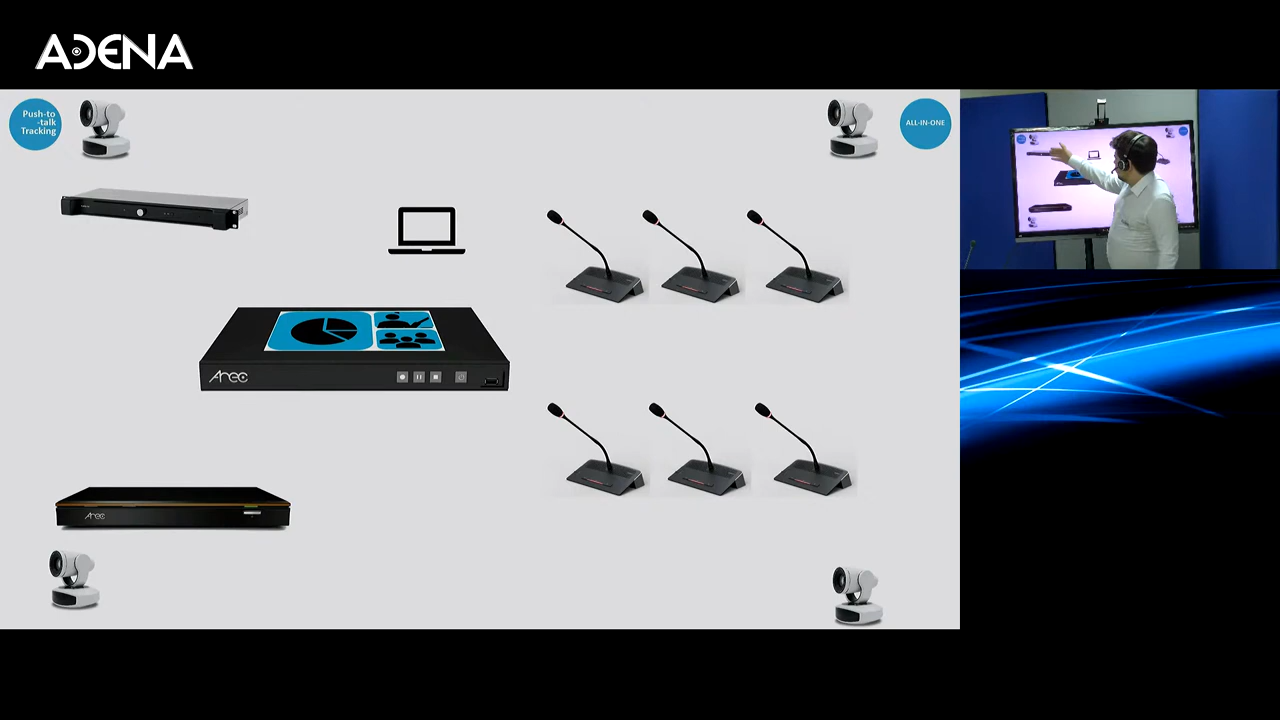 ADENA
Push-to
-talk
Tracking
ALL-IN-ONE
Arec
Arec